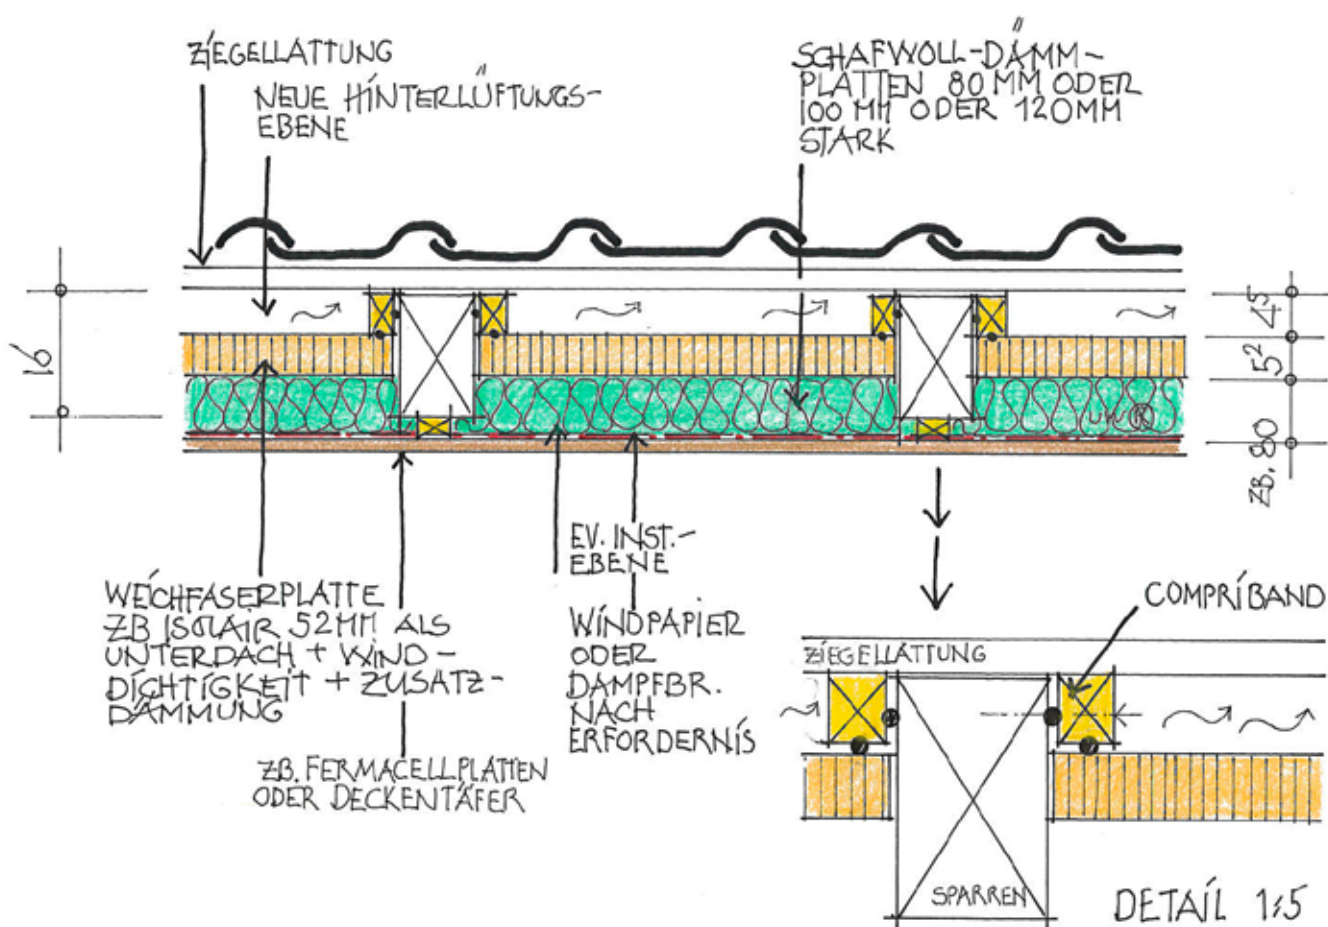 ZIEGELLATTUNG
NEUE HINTERLÜFTUNGS-
EBENE
SCHAFWOLL-DÄMM-
PLATTEN 80 MM ODER
100 MM ODER 120MM
STARK
16
45
5²
ZB. 80
WEICHFASERPLATTE
ZB ISOLAIR 52MM ALS
UNTERDACH + WIND-
DICHTIGKEIT + ZUSATZ-
DÄMMUNG
ZB. FERMACELLPLATTEN
ODER DECKENTÄFER
EV. INST.-
EBENE
WINDPAPIER
ODER
DAMPFBR.
NACH
ERFORDERNIS
COMPRIBAND
ZIEGELLATTUNG
SPARREN
DETAIL 1:5